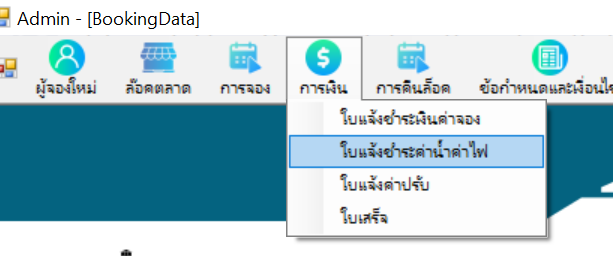 Admin - [BookingData]
ผู้จองใหม่ ล๊อคตลาด การจอง การเงิน การคืนล็อค ข้อกำหนดและเงื่อนไข
ใบแจ้งชำระเงินค่าจอง
ใบแจ้งชำระค่าน้ำค่าไฟ
ใบแจ้งค่าปรับ
ใบเสร็จ